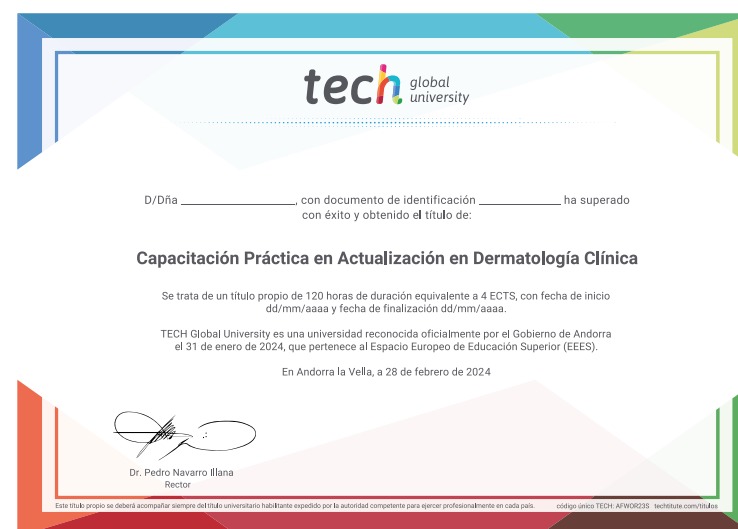 tech global university
D/Dña ____________________, con documento de identificación ______________ ha superado
con éxito y obtenido el título de:
Capacitación Práctica en Actualización en Dermatología Clínica
Se trata de un título propio de 120 horas de duración equivalente a 4 ECTS, con fecha de inicio
dd/mm/aaaa y fecha de finalización dd/mm/aaaa.
TECH Global University es una universidad reconocida oficialmente por el Gobierno de Andorra
el 31 de enero de 2024, que pertenece al Espacio Europeo de Educación Superior (EEES).
En Andorra la Vella, a 28 de febrero de 2024
Dr. Pedro Navarro Illana
Rector
Este título propio se deberá acompañar siempre del título universitario habilitante expedido por la autoridad competente para ejercer profesionalmente en cada país. código único TECH: AFWOR23S techtitute.com/titulos